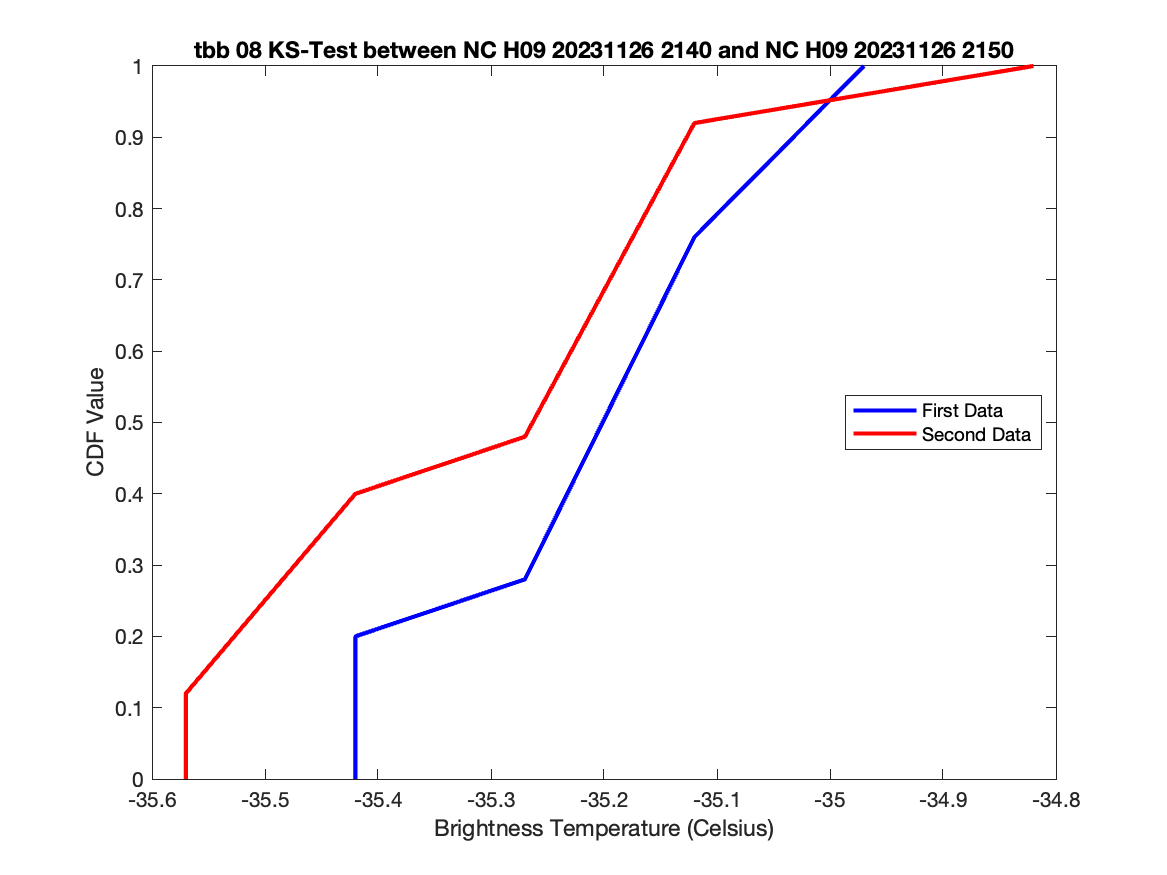 tbb 08 KS-Test between NC H09 20231126 2140 and NC H09 20231126 2150
1
0.9
0.8
0.7
0.6
0.5
0.4
0.3
0.2
0.1
0
CDF Value
First Data
Second Data
-35.6 -35.5 -35.4 -35.3 -35.2 -35.1 -35 -34.9 -34.8
Brightness Temperature (Celsius)